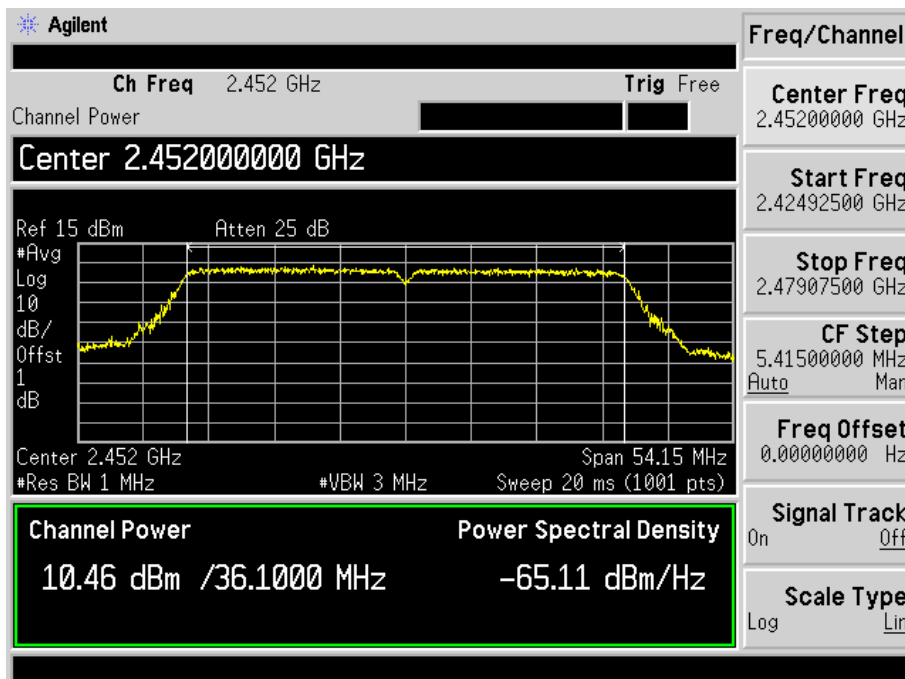 Agilent
Ch Freq 2.452 GHz Trig Free
Channel Power
Center 2.452000000 GHz
Ref 15 dBm Atten 25 dB
#Avg
Log
10
dB/
Offst
1
dB
Center 2.452 GHz Span 54.15 MHz
#Res BW 1 MHz #VBW 3 MHz Sweep 20 ms (1001 pts)
Channel Power Power Spectral Density
10.46 dBm /36.1000 MHz -65.11 dBm/Hz
Freq/Channel
Center Freq
2.45200000 GHz
Start Freq
2.42492500 GHz
Stop Freq
2.47907500 GHz
CF Step
5.41500000 MHz
Auto Man
Freq Offset
0.00000000 Hz
Signal Track
On Off
Scale Type
Log Lin